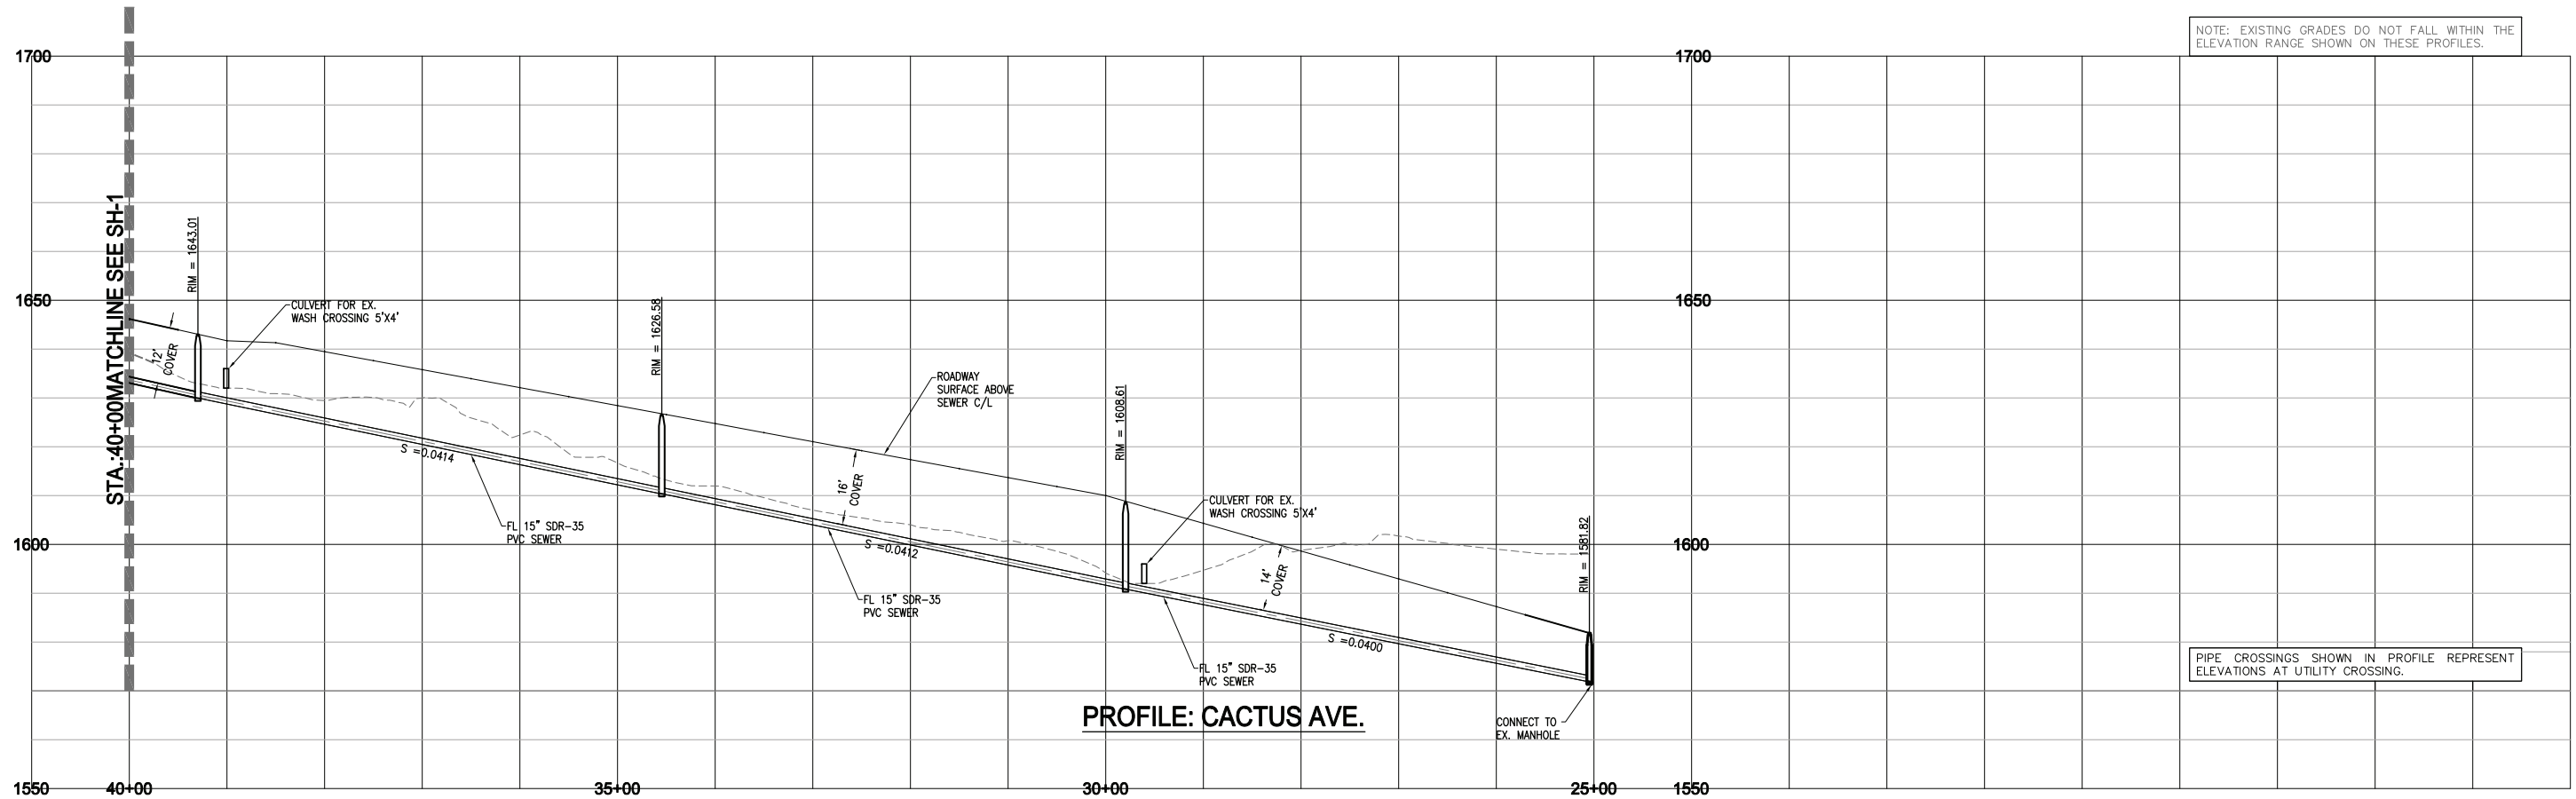 NOTE: EXISTING GRADES DO NOT FALL WITHIN THE
ELEVATION RANGE SHOWN ON THESE PROFILES.
1700
1700
STA.:40+00MATCHLINE SEE SH-1
RIM = 1643.01
1650
1650
CULVERT FOR EX.
WASH CROSSING 5'X4'
RIM = 1626.58
12'
COVER
ROADWAY
SURFACE ABOVE
SEWER C/L
RIM = 1608.61
S =0.0414
16'
COVER
CULVERT FOR EX.
WASH CROSSING 5'X4'
FL 15" SDR-35
PVC SEWER
1600
1600
S =0.0412
RIM = 1581.82
14'
COVER
FL 15" SDR-35
PVC SEWER
S =0.0400
FL 15" SDR-35
PVC SEWER
PIPE CROSSINGS SHOWN IN PROFILE REPRESENT
ELEVATIONS AT UTILITY CROSSING.
PROFILE: CACTUS AVE.
CONNECT TO
EX. MANHOLE
1550
40+00
35+00
30+00
25+00
1550